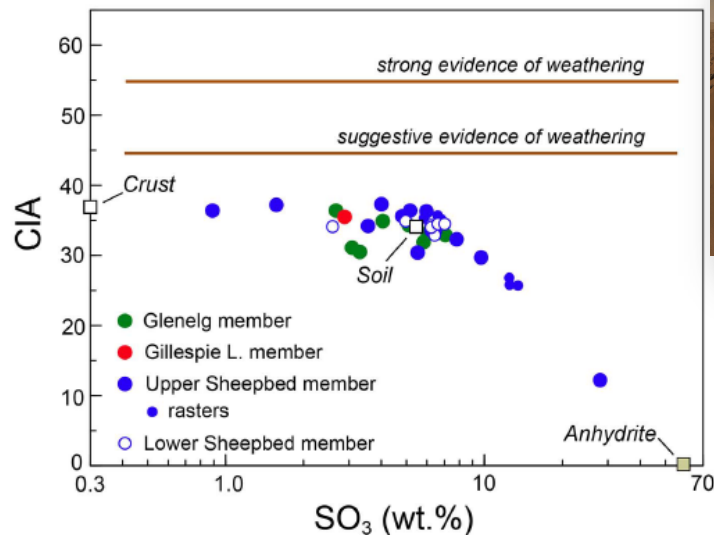 60
50
40
30
20
10
0
CIA
strong evidence of weathering
suggestive evidence of weathering
Crust
Soil
Glenelg member
Gillespie L. member
Upper Sheepbed member
rasters
Lower Sheepbed member
Anhydrite
0.3 1.0 10 70
SO₃ (wt.%)